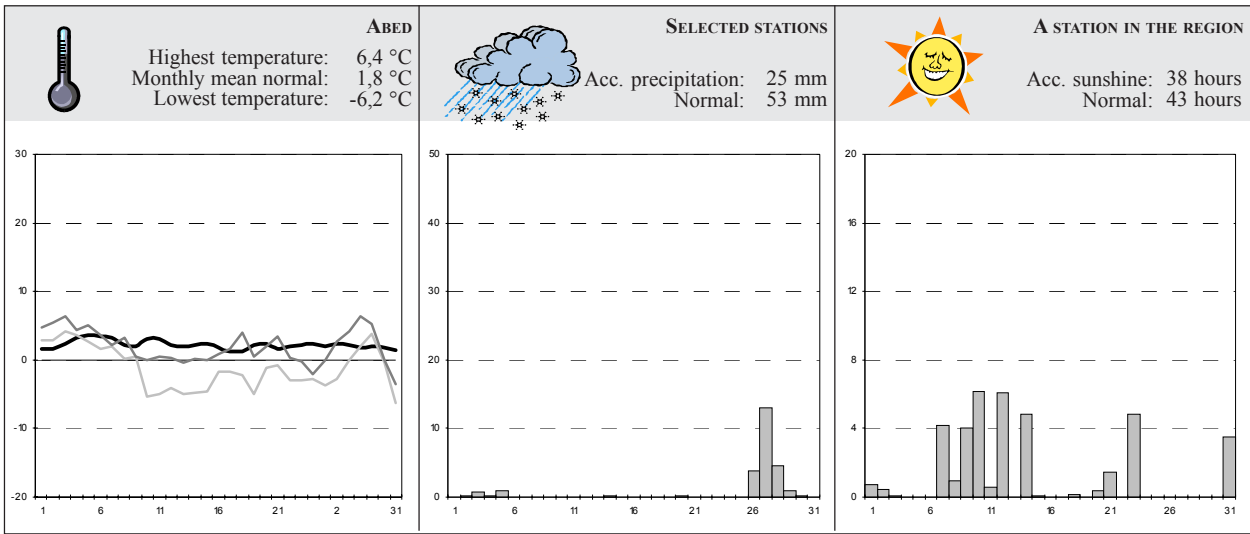 ABED
Highest temperature: 6,4 °C
Monthly mean normal: 1,8 °C
Lowest temperature: -6,2 °C
SELECTED STATIONS
Acc. precipitation: 25 mm
Normal: 53 mm
A STATION IN THE REGION
Acc. sunshine: 38 hours
Normal: 43 hours
30
20
10
0
-10
-20
1 6 11 16 21 2 31
50
40
30
20
10
0
1 6 11 16 21 26 31
20
16
12
8
4
0
1 6 11 16 21 26 31